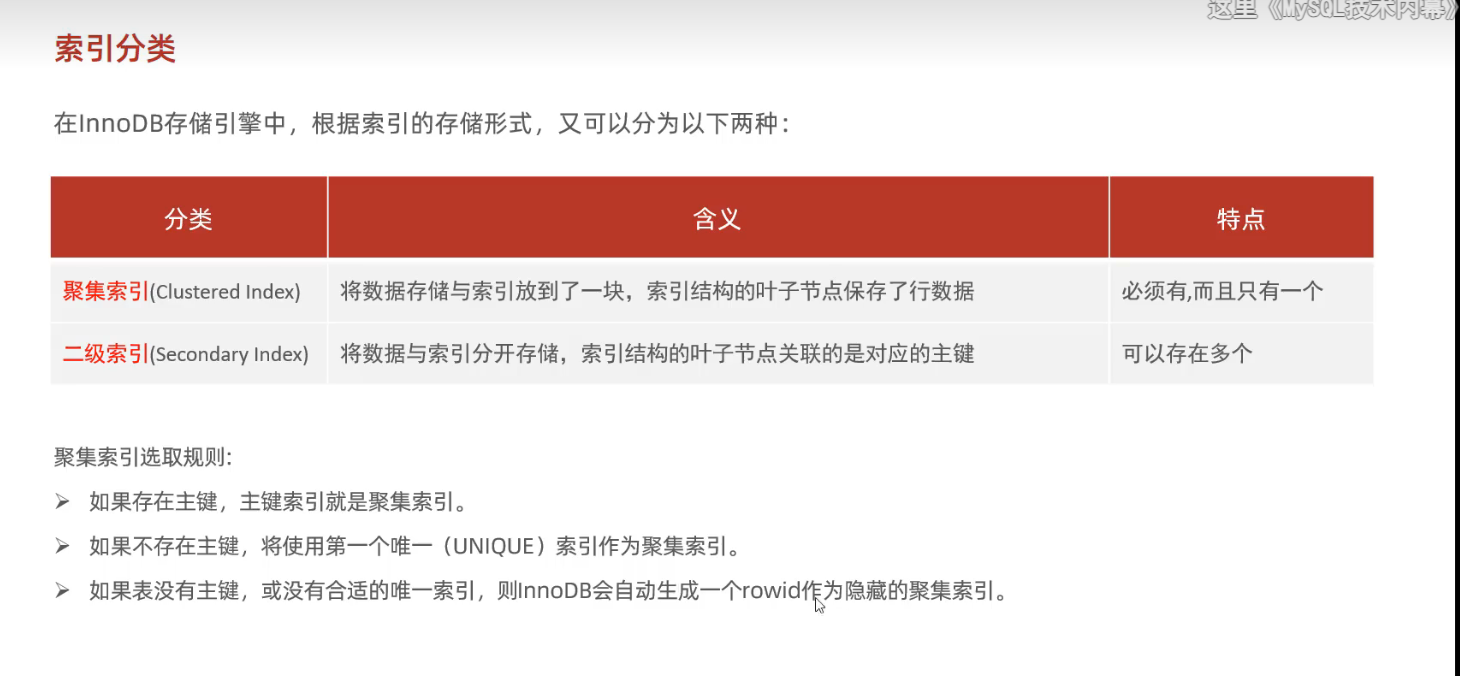 这里《MySQL技术内幕》
索引分类
在InnoDB存储引擎中，根据索引的存储形式，又可以分为以下两种：
分类 含义 特点
聚集索引(Clustered Index) 将数据存储与索引放到了一块，索引结构的叶子节点保存了行数据 必须有,而且只有一个
二级索引(Secondary Index) 将数据与索引分开存储，索引结构的叶子节点关联的是对应的主键 可以存在多个
聚集索引选取规则:
➢ 如果存在主键，主键索引就是聚集索引。
➢ 如果不存在主键，将使用第一个唯一（UNIQUE）索引作为聚集索引。
➢ 如果表没有主键，或没有合适的唯一索引，则InnoDB会自动生成一个rowid作为隐藏的聚集索引。